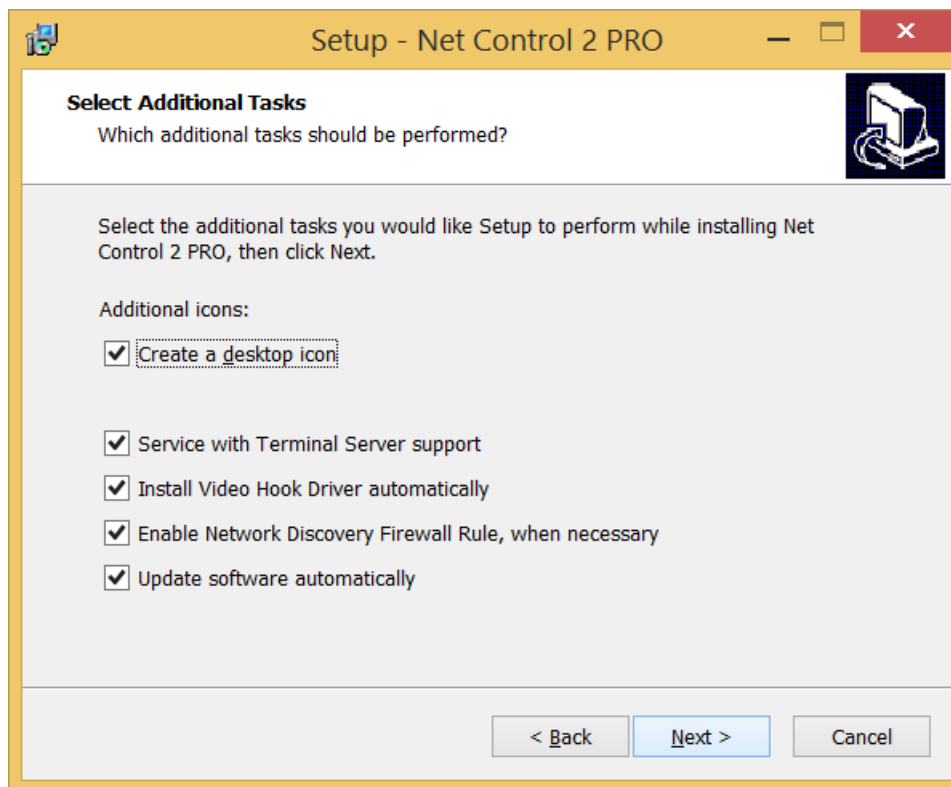 Setup - Net Control 2 PRO
Select Additional Tasks
Which additional tasks should be performed?
Select the additional tasks you would like Setup to perform while installing Net
Control 2 PRO, then click Next.
Additional icons:
Create a desktop icon
Service with Terminal Server support
Install Video Hook Driver automatically
Enable Network Discovery Firewall Rule, when necessary
Update software automatically
< Back Next > Cancel